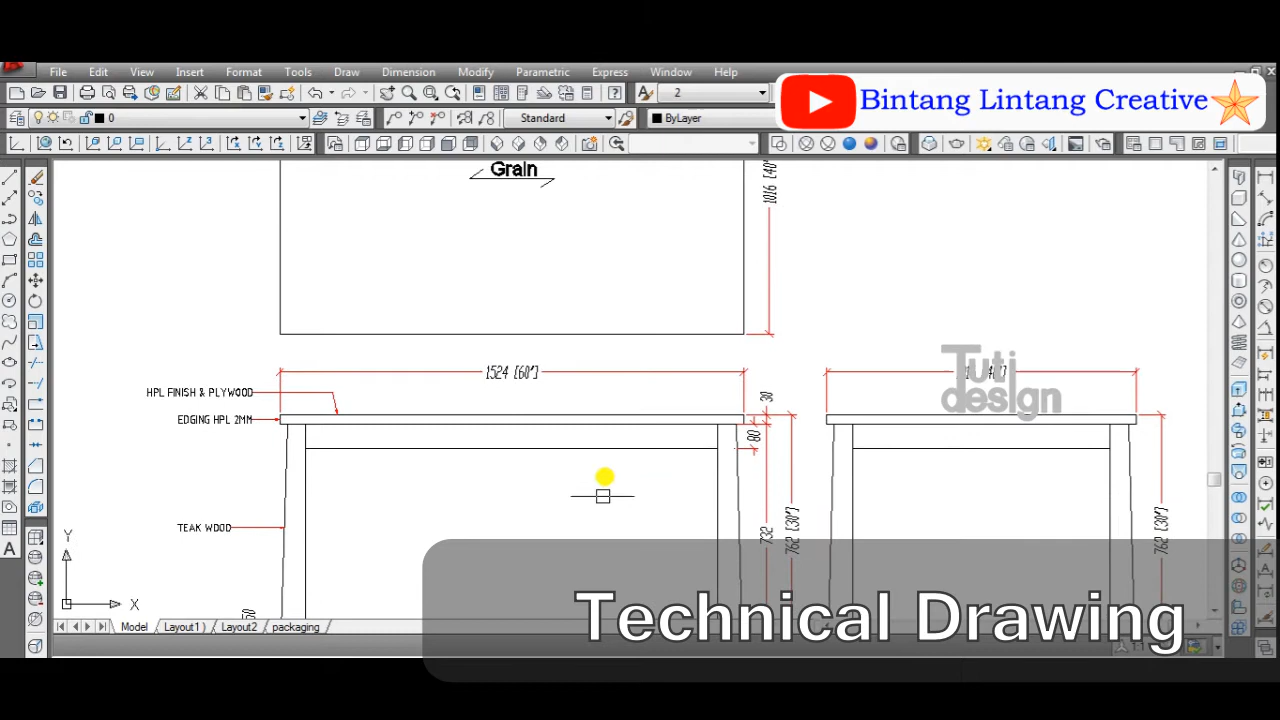 File Edit View Insert Format Tools Draw Dimension Modify Parametric Express Window Help
Bintang Lintang Creative
2
0
Standard
ByLayer
Grain
1016 [40"]
1524 [60"]
HPL FINISH & PLYWOOD
EDGING HPL 2MM
30
80
Tuti
design
TEAK WOOD
732
762 [30"]
762 [30"]
Y
X
Technical Drawing
Model Layout1 Layout2 packaging